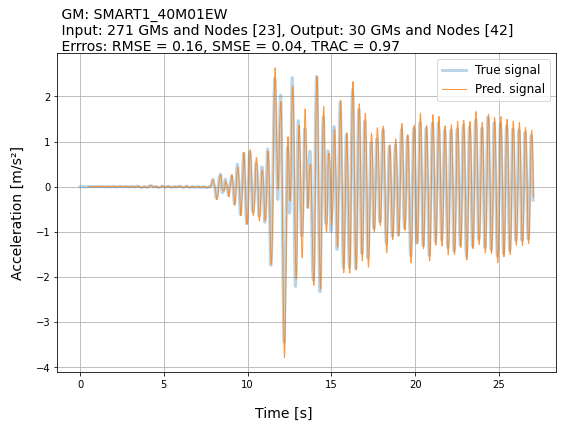 GM: SMART1_40M01EW
Input: 271 GMs and Nodes [23], Output: 30 GMs and Nodes [42]
Errros: RMSE = 0.16, SMSE = 0.04, TRAC = 0.97
True signal
Pred. signal
Acceleration [m/s²]
2
1
0
−1
−2
−3
−4
0 5 10 15 20 25
Time [s]